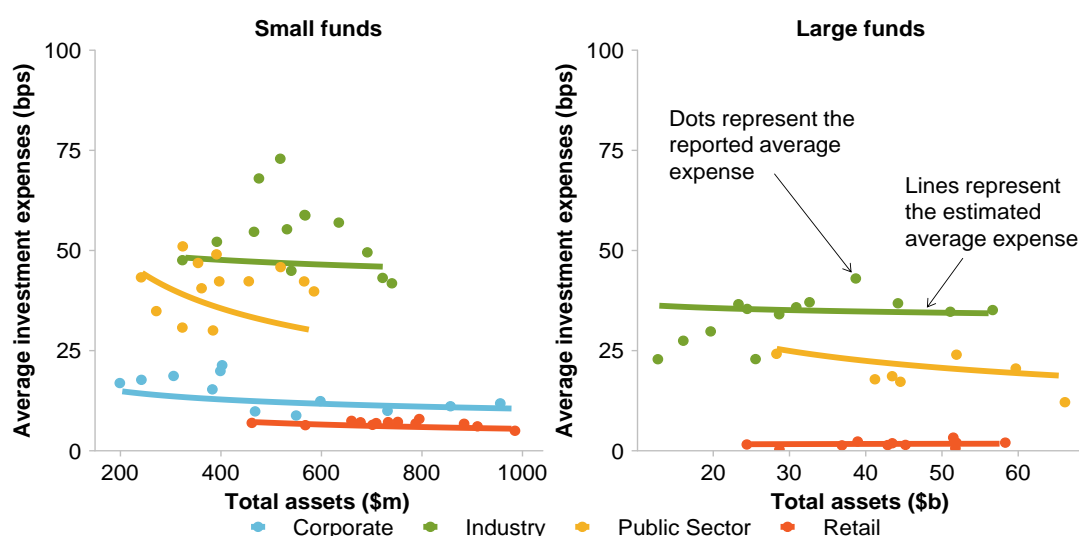 Small funds
Average investment expenses (bps)
100
75
50
25
0
200 400 600 800 1000
Total assets ($m)
Large funds
Average investment expenses (bps)
100
75
50
25
0
Dots represent the
reported average
expense
Lines represent
the estimated
average expense
20 30 40 50 60
Total assets ($b)
Corporate Industry Public Sector Retail